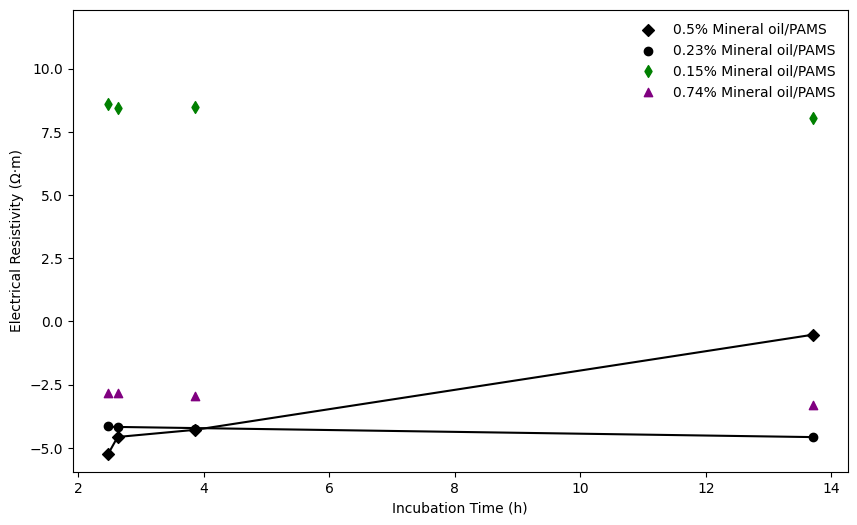 0.5% Mineral oil/PAMS
0.23% Mineral oil/PAMS
0.15% Mineral oil/PAMS
0.74% Mineral oil/PAMS
10.0
7.5
5.0
2.5
0.0
−2.5
−5.0
Electrical Resistivity (Ω·m)
2 4 6 8 10 12 14
Incubation Time (h)